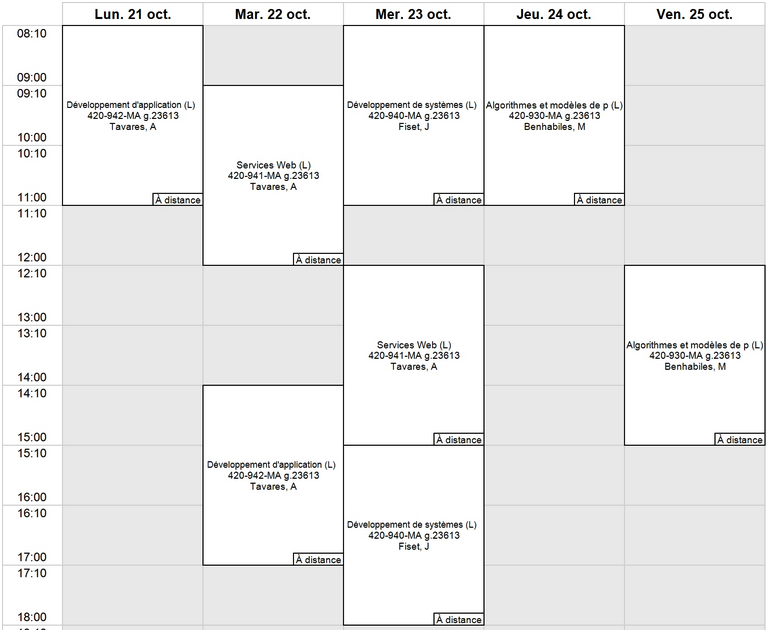 Lun. 21 oct.
Mar. 22 oct.
Mer. 23 oct.
Jeu. 24 oct.
Ven. 25 oct.
08:10
09:00
09:10
10:00
10:10
11:00
11:10
12:00
12:10
13:00
13:10
14:00
14:10
15:00
15:10
16:00
16:10
17:00
17:10
18:00
Développement d'application (L)
420-942-MA g.23613
Tavares, A
À distance
Services Web (L)
420-941-MA g.23613
Tavares, A
À distance
Développement d'application (L)
420-942-MA g.23613
Tavares, A
À distance
Développement de systèmes (L)
420-940-MA g.23613
Fiset, J
À distance
Services Web (L)
420-941-MA g.23613
Tavares, A
À distance
Développement de systèmes (L)
420-940-MA g.23613
Fiset, J
À distance
Algorithmes et modèles de p (L)
420-930-MA g.23613
Benhabiles, M
À distance
Algorithmes et modèles de p (L)
420-930-MA g.23613
Benhabiles, M
À distance